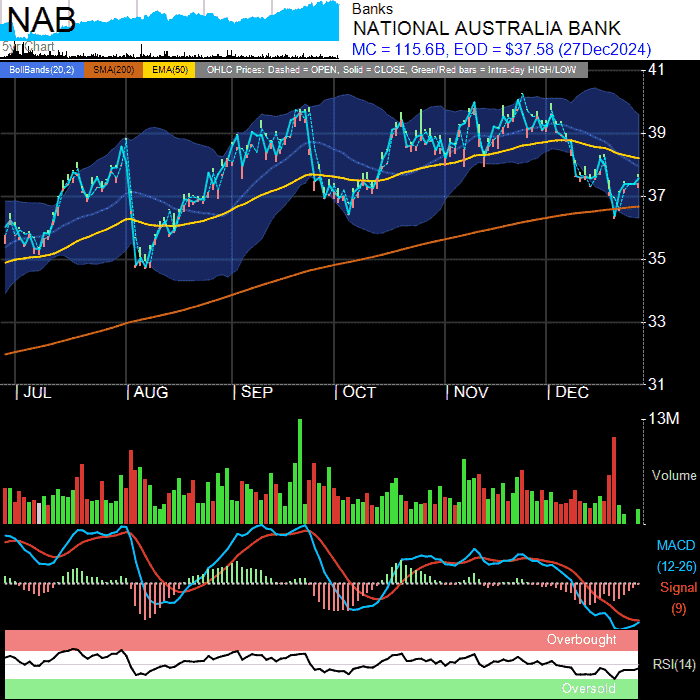 NAB
5yr Chart
Banks
NATIONAL AUSTRALIA BANK
MC = 115.6B, EOD = $37.58 (27Dec2024)
BollBands(20,2) SMA(200) EMA(50) OHLC Prices: Dashed = OPEN, Solid = CLOSE, Green/Red bars = Intra-day HIGH/LOW
41
39
37
35
33
31
JUL AUG SEP OCT NOV DEC
13M
Volume
MACD
(12-26)
Signal
(9)
Overbought
RSI(14)
Oversold